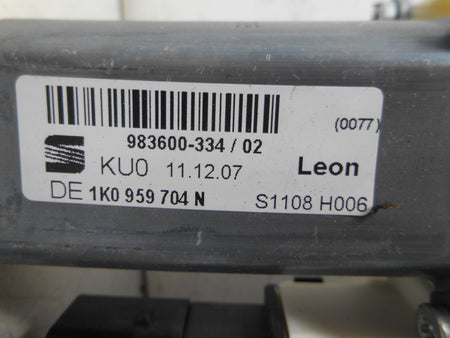 (0077)
983600-334 / 02
KU0 11.12.07 Leon
DE 1K0 959 704 N S1108 H006